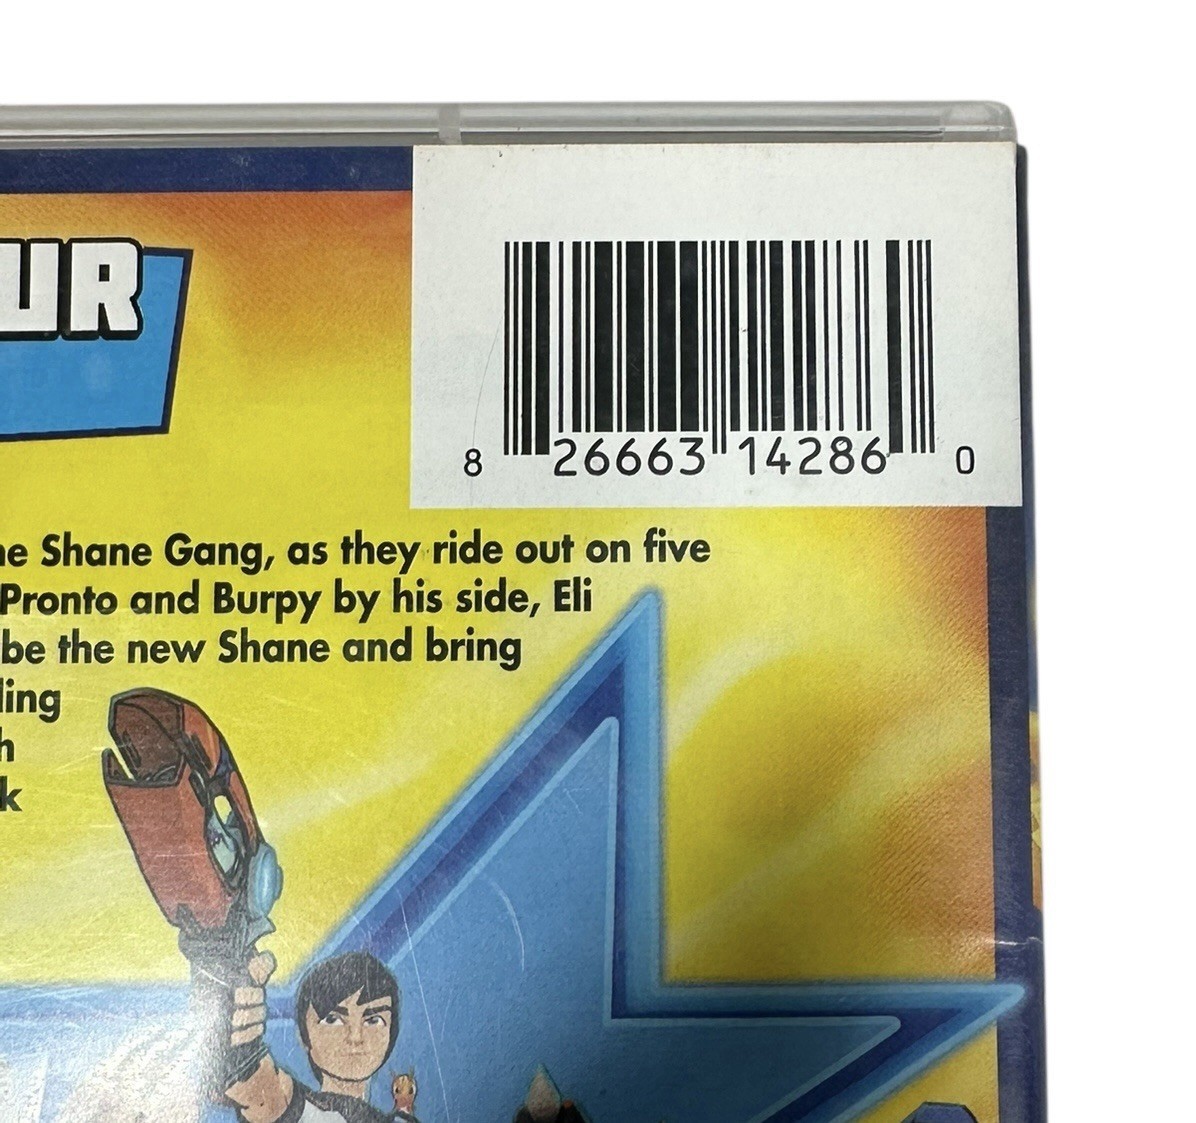 UR
8 26663 14286 0
he Shane Gang, as they ride out on five
Pronto and Burpy by his side, Eli
be the new Shane and bring
ling
h
k